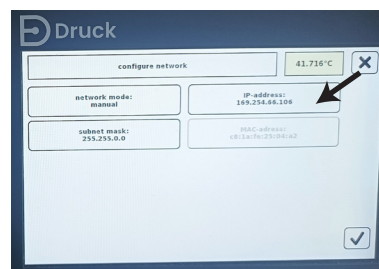 Druck
configure network
41.716°C
network mode:
manual
IP-address:
169.254.66.106
subnet mask:
255.255.0.0
MAC-adress: